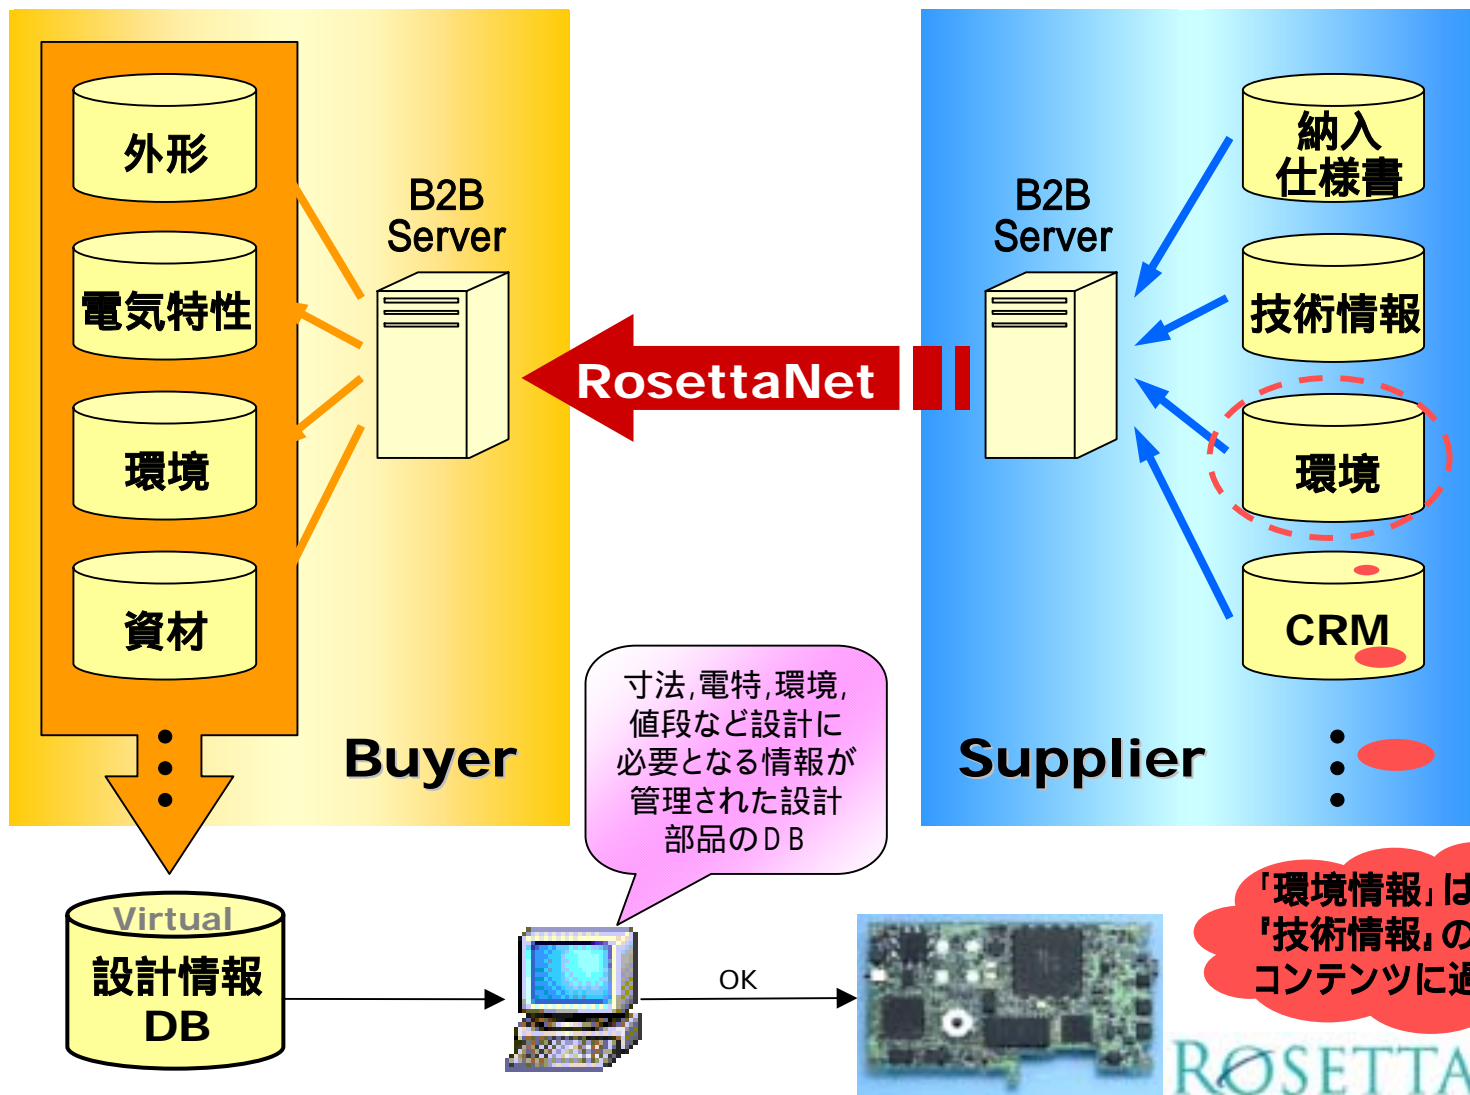 外形
電気特性
環境
資材
B2B
Server
Buyer
RosettaNet
B2B
Server
納入
仕様書
技術情報
環境
CRM
Supplier
寸法,電特,環境,
値段など設計に
必要となる情報が
管理された設計
部品のDB
Virtual
設計情報
DB
OK
「環境情報」は
『技術情報』の
コンテンツに過
ROSETTA